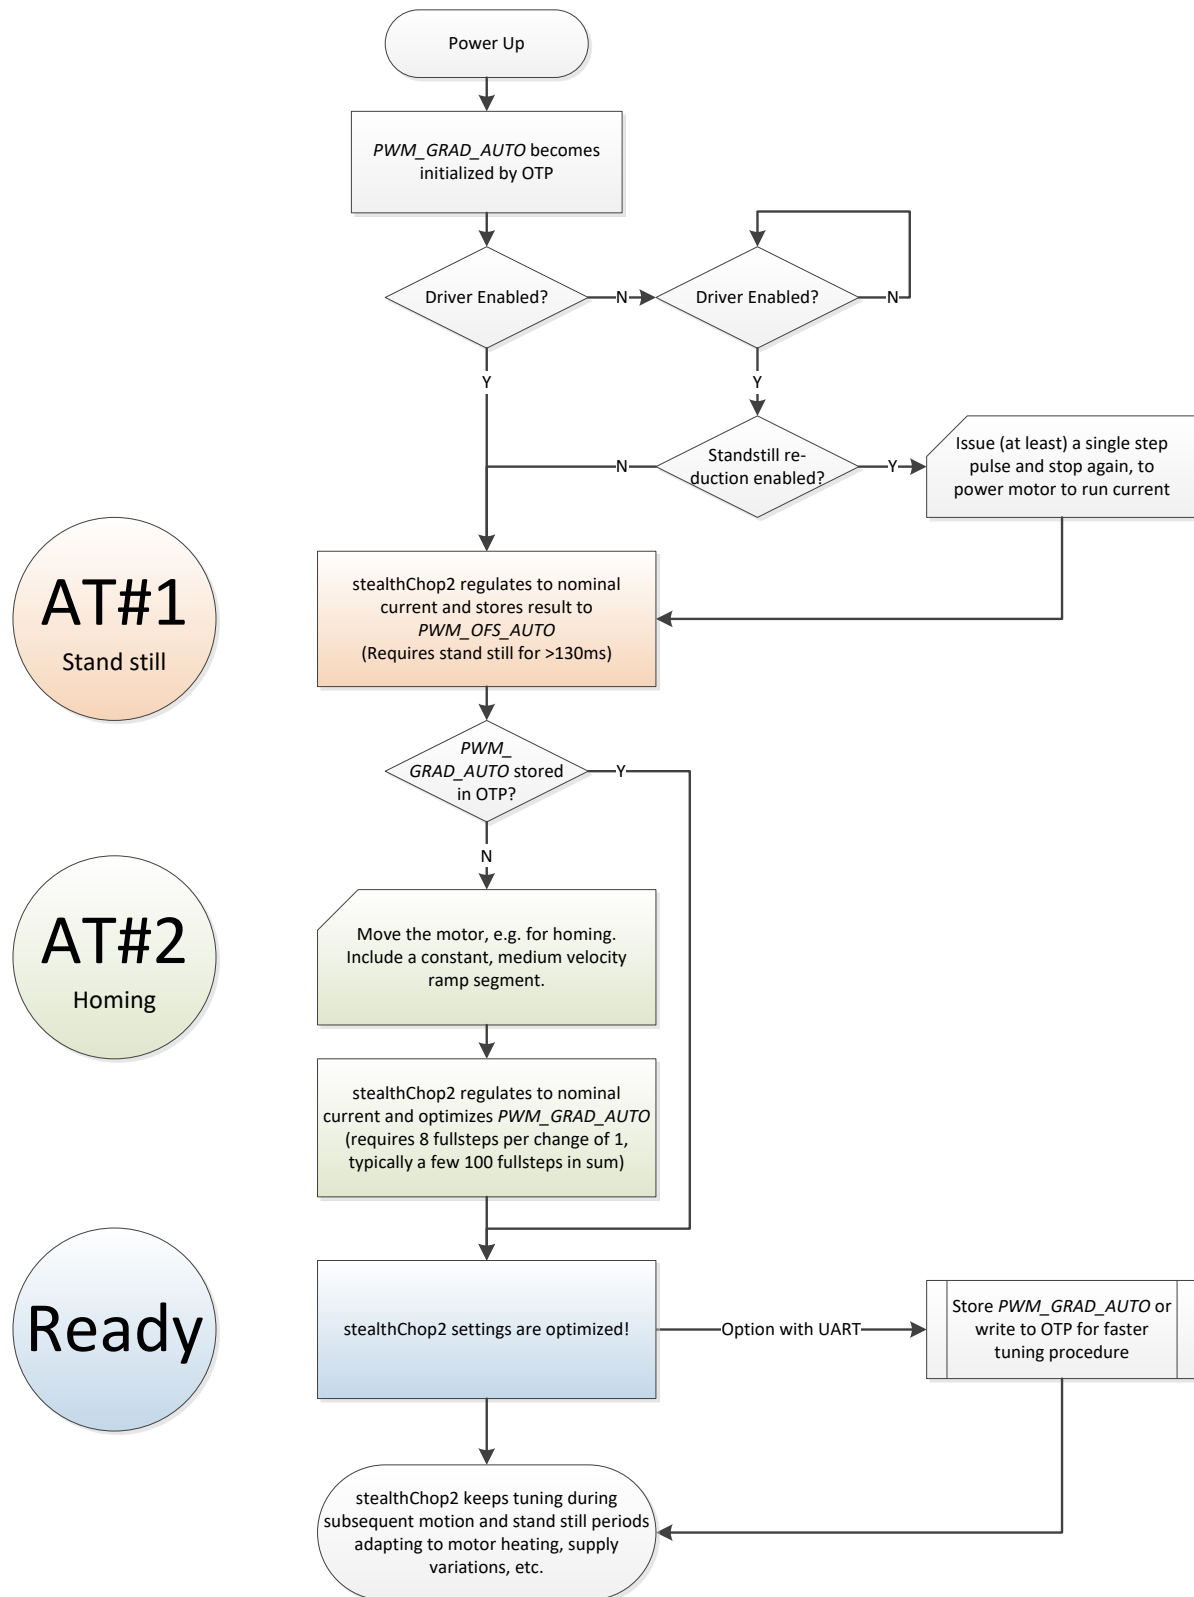 Power Up
PWM_GRAD_AUTO becomes
initialized by OTP
Driver Enabled?
N
Driver Enabled?
N
Y
Y
Standstill re-
duction enabled?
N
Y
Issue (at least) a single step
pulse and stop again, to
power motor to run current
AT#1
Stand still
stealthChop2 regulates to nominal
current and stores result to
PWM_OFS_AUTO
(Requires stand still for >130ms)
PWM_
GRAD_AUTO stored
in OTP?
Y
N
AT#2
Homing
Move the motor, e.g. for homing.
Include a constant, medium velocity
ramp segment.
stealthChop2 regulates to nominal
current and optimizes PWM_GRAD_AUTO
(requires 8 fullsteps per change of 1,
typically a few 100 fullsteps in sum)
Ready
stealthChop2 settings are optimized!
Option with UART
Store PWM_GRAD_AUTO or
write to OTP for faster
tuning procedure
stealthChop2 keeps tuning during
subsequent motion and stand still periods
adapting to motor heating, supply
variations, etc.